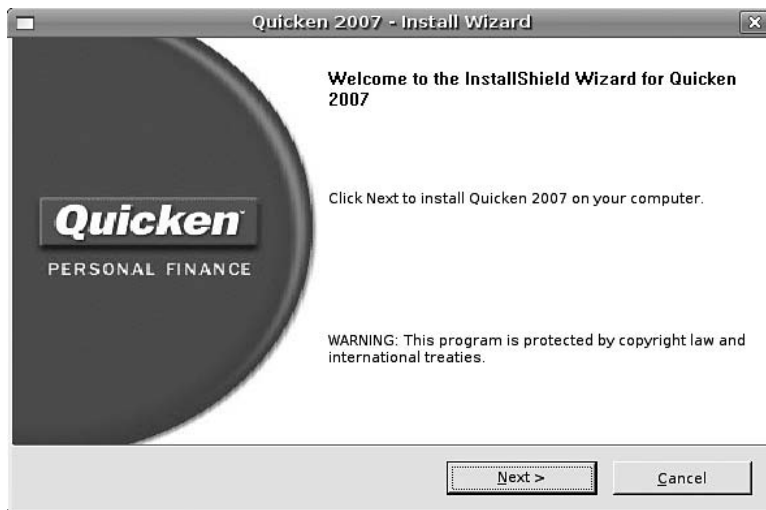 Quicken 2007 - Install Wizard
Welcome to the InstallShield Wizard for Quicken
2007
Click Next to install Quicken 2007 on your computer.
Quicken
PERSONAL FINANCE
WARNING: This program is protected by copyright law and
international treaties.
Next >
Cancel